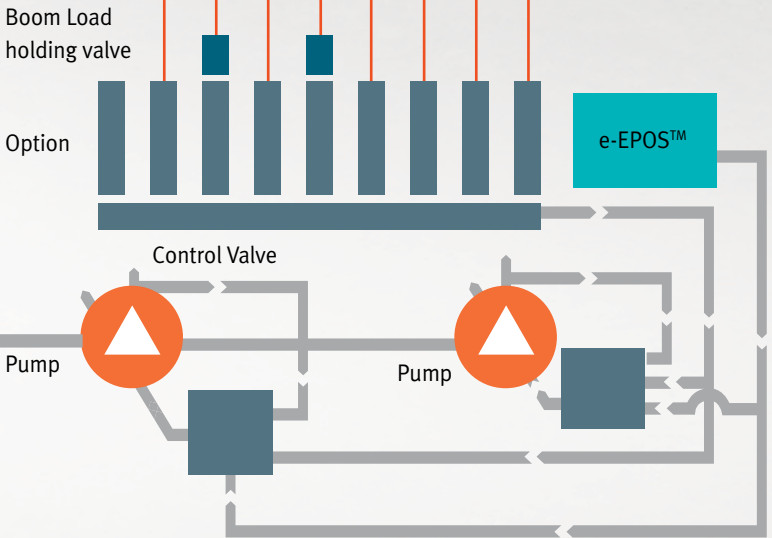 Boom Load
holding valve
Option
e-EPOS™
Control Valve
Pump
Pump